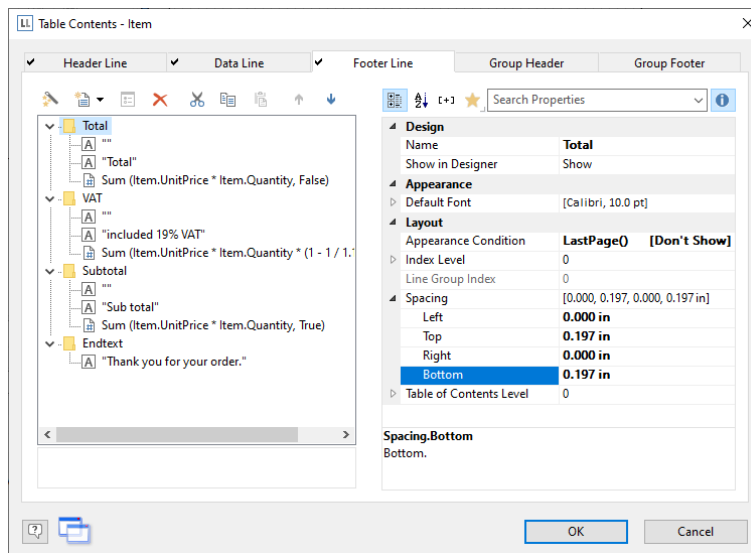 LL Table Contents - Item
Header Line Data Line Footer Line Group Header Group Footer
Search Properties
Total
""
"Total"
Sum (Item.UnitPrice * Item.Quantity, False)
VAT
""
"included 19% VAT"
Sum (Item.UnitPrice * Item.Quantity * (1 - 1 / 1.
Subtotal
""
"Sub total"
Sum (Item.UnitPrice * Item.Quantity, True)
Endtext
"Thank you for your order."
Design
Name Total
Show in Designer Show
Appearance
Default Font [Calibri, 10.0 pt]
Layout
Appearance Condition LastPage() [Don't Show]
Index Level 0
Line Group Index 0
Spacing [0.000, 0.197, 0.000, 0.197 in]
Left 0.000 in
Top 0.197 in
Right 0.000 in
Bottom 0.197 in
Table of Contents Level 0
Spacing.Bottom
Bottom.
OK Cancel